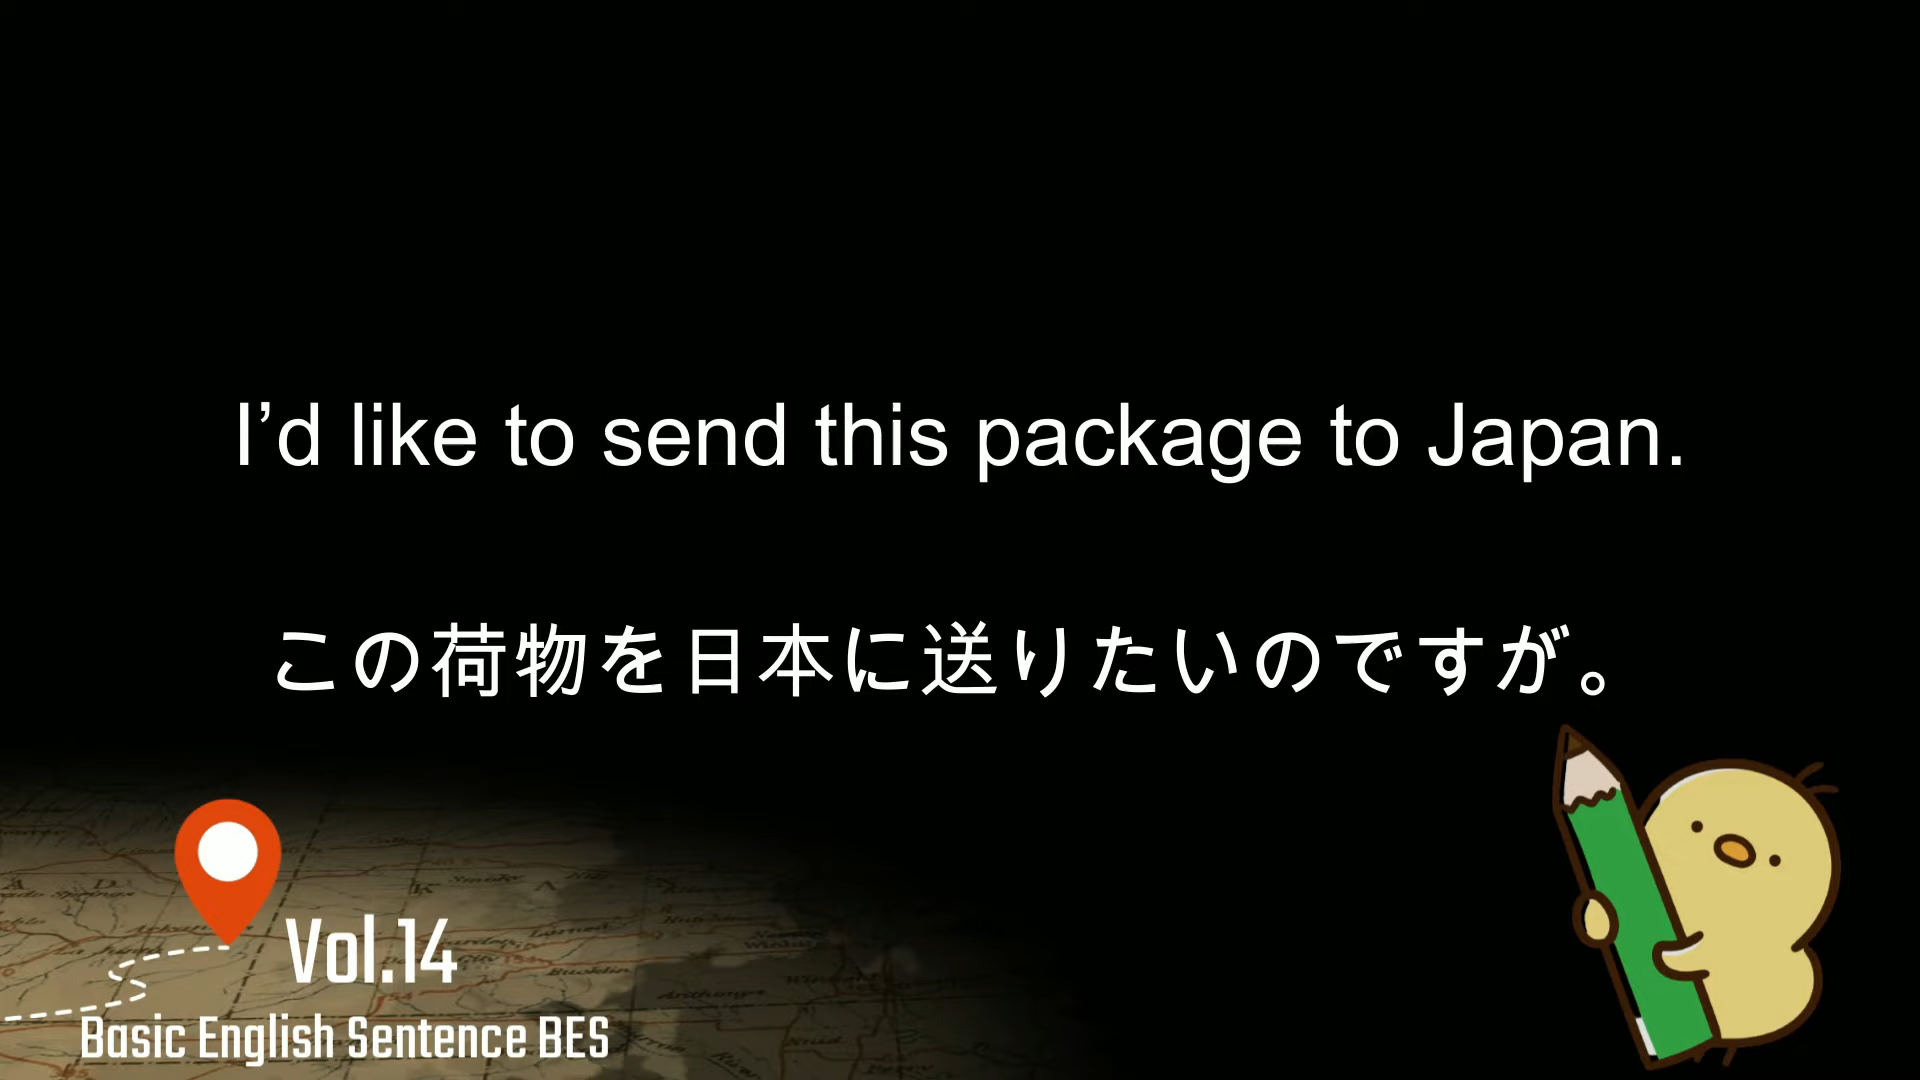 I’d like to send this package to Japan.
この荷物を日本に送りたいのですが。
Vol.14
Basic English Sentence BES